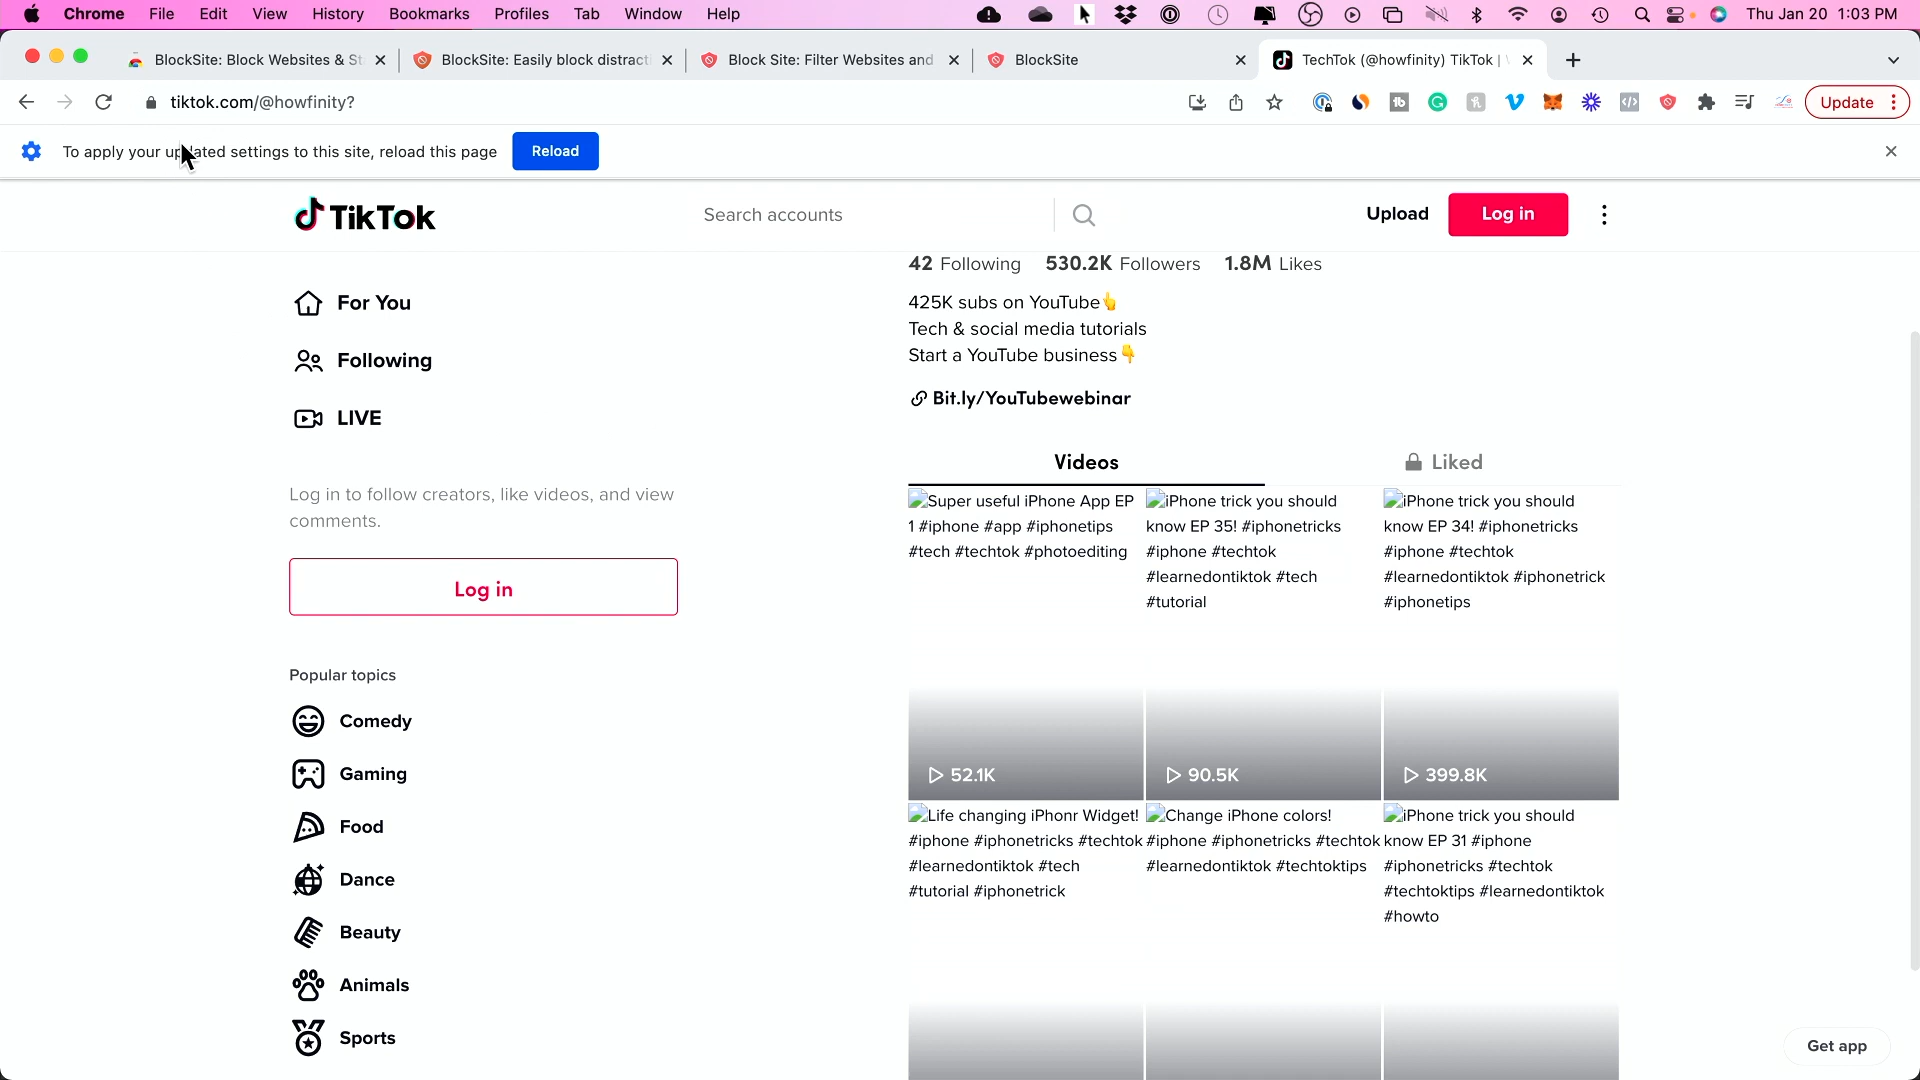 Chrome File Edit View History Bookmarks Profiles Tab Window Help Thu Jan 20 1:03 PM
BlockSite: Block Websites & St BlockSite: Easily block distracti Block Site: Filter Websites and BlockSite TechTok (@howfinity) TikTok |
tiktok.com/@howfinity? Update
To apply your updated settings to this site, reload this page Reload
TikTok Search accounts Upload Log in
42 Following 530.2K Followers 1.8M Likes
For You
Following
LIVE
425K subs on YouTube👆
Tech & social media tutorials
Start a YouTube business👇
Bit.ly/YouTubewebinar
Log in to follow creators, like videos, and view
comments.
Log in
Popular topics
Comedy
Gaming
Food
Dance
Beauty
Animals
Sports
Videos Liked
Super useful iPhone App EP
1 #iphone #app #iphonetips
#tech #techtok #photoediting
52.1K
iPhone trick you should
know EP 35! #iphonetricks
#iphone #techtok
#learnedontiktok #tech
#tutorial
90.5K
iPhone trick you should
know EP 34! #iphonetricks
#iphone #techtok
#learnedontiktok #iphonetrick
#iphonetips
399.8K
Life changing iPhonr Widget!
#iphone #iphonetricks #techtok
#learnedontiktok #tech
#tutorial #iphonetrick
Change iPhone colors!
#iphone #iphonetricks #techtok
#learnedontiktok #techtoktips
iPhone trick you should
know EP 31 #iphone
#iphonetricks #techtok
#techtoktips #learnedontiktok
#howto
Get app